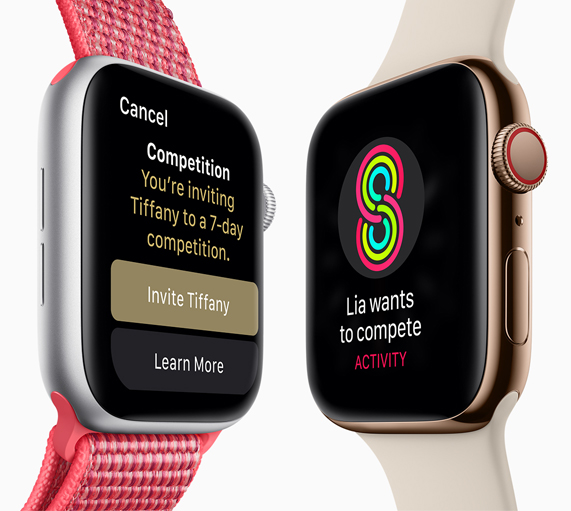 Cancel
Competition
You're inviting
Tiffany to a 7-day
competition.
Invite Tiffany
Learn More
Lia wants
to compete
ACTIVITY